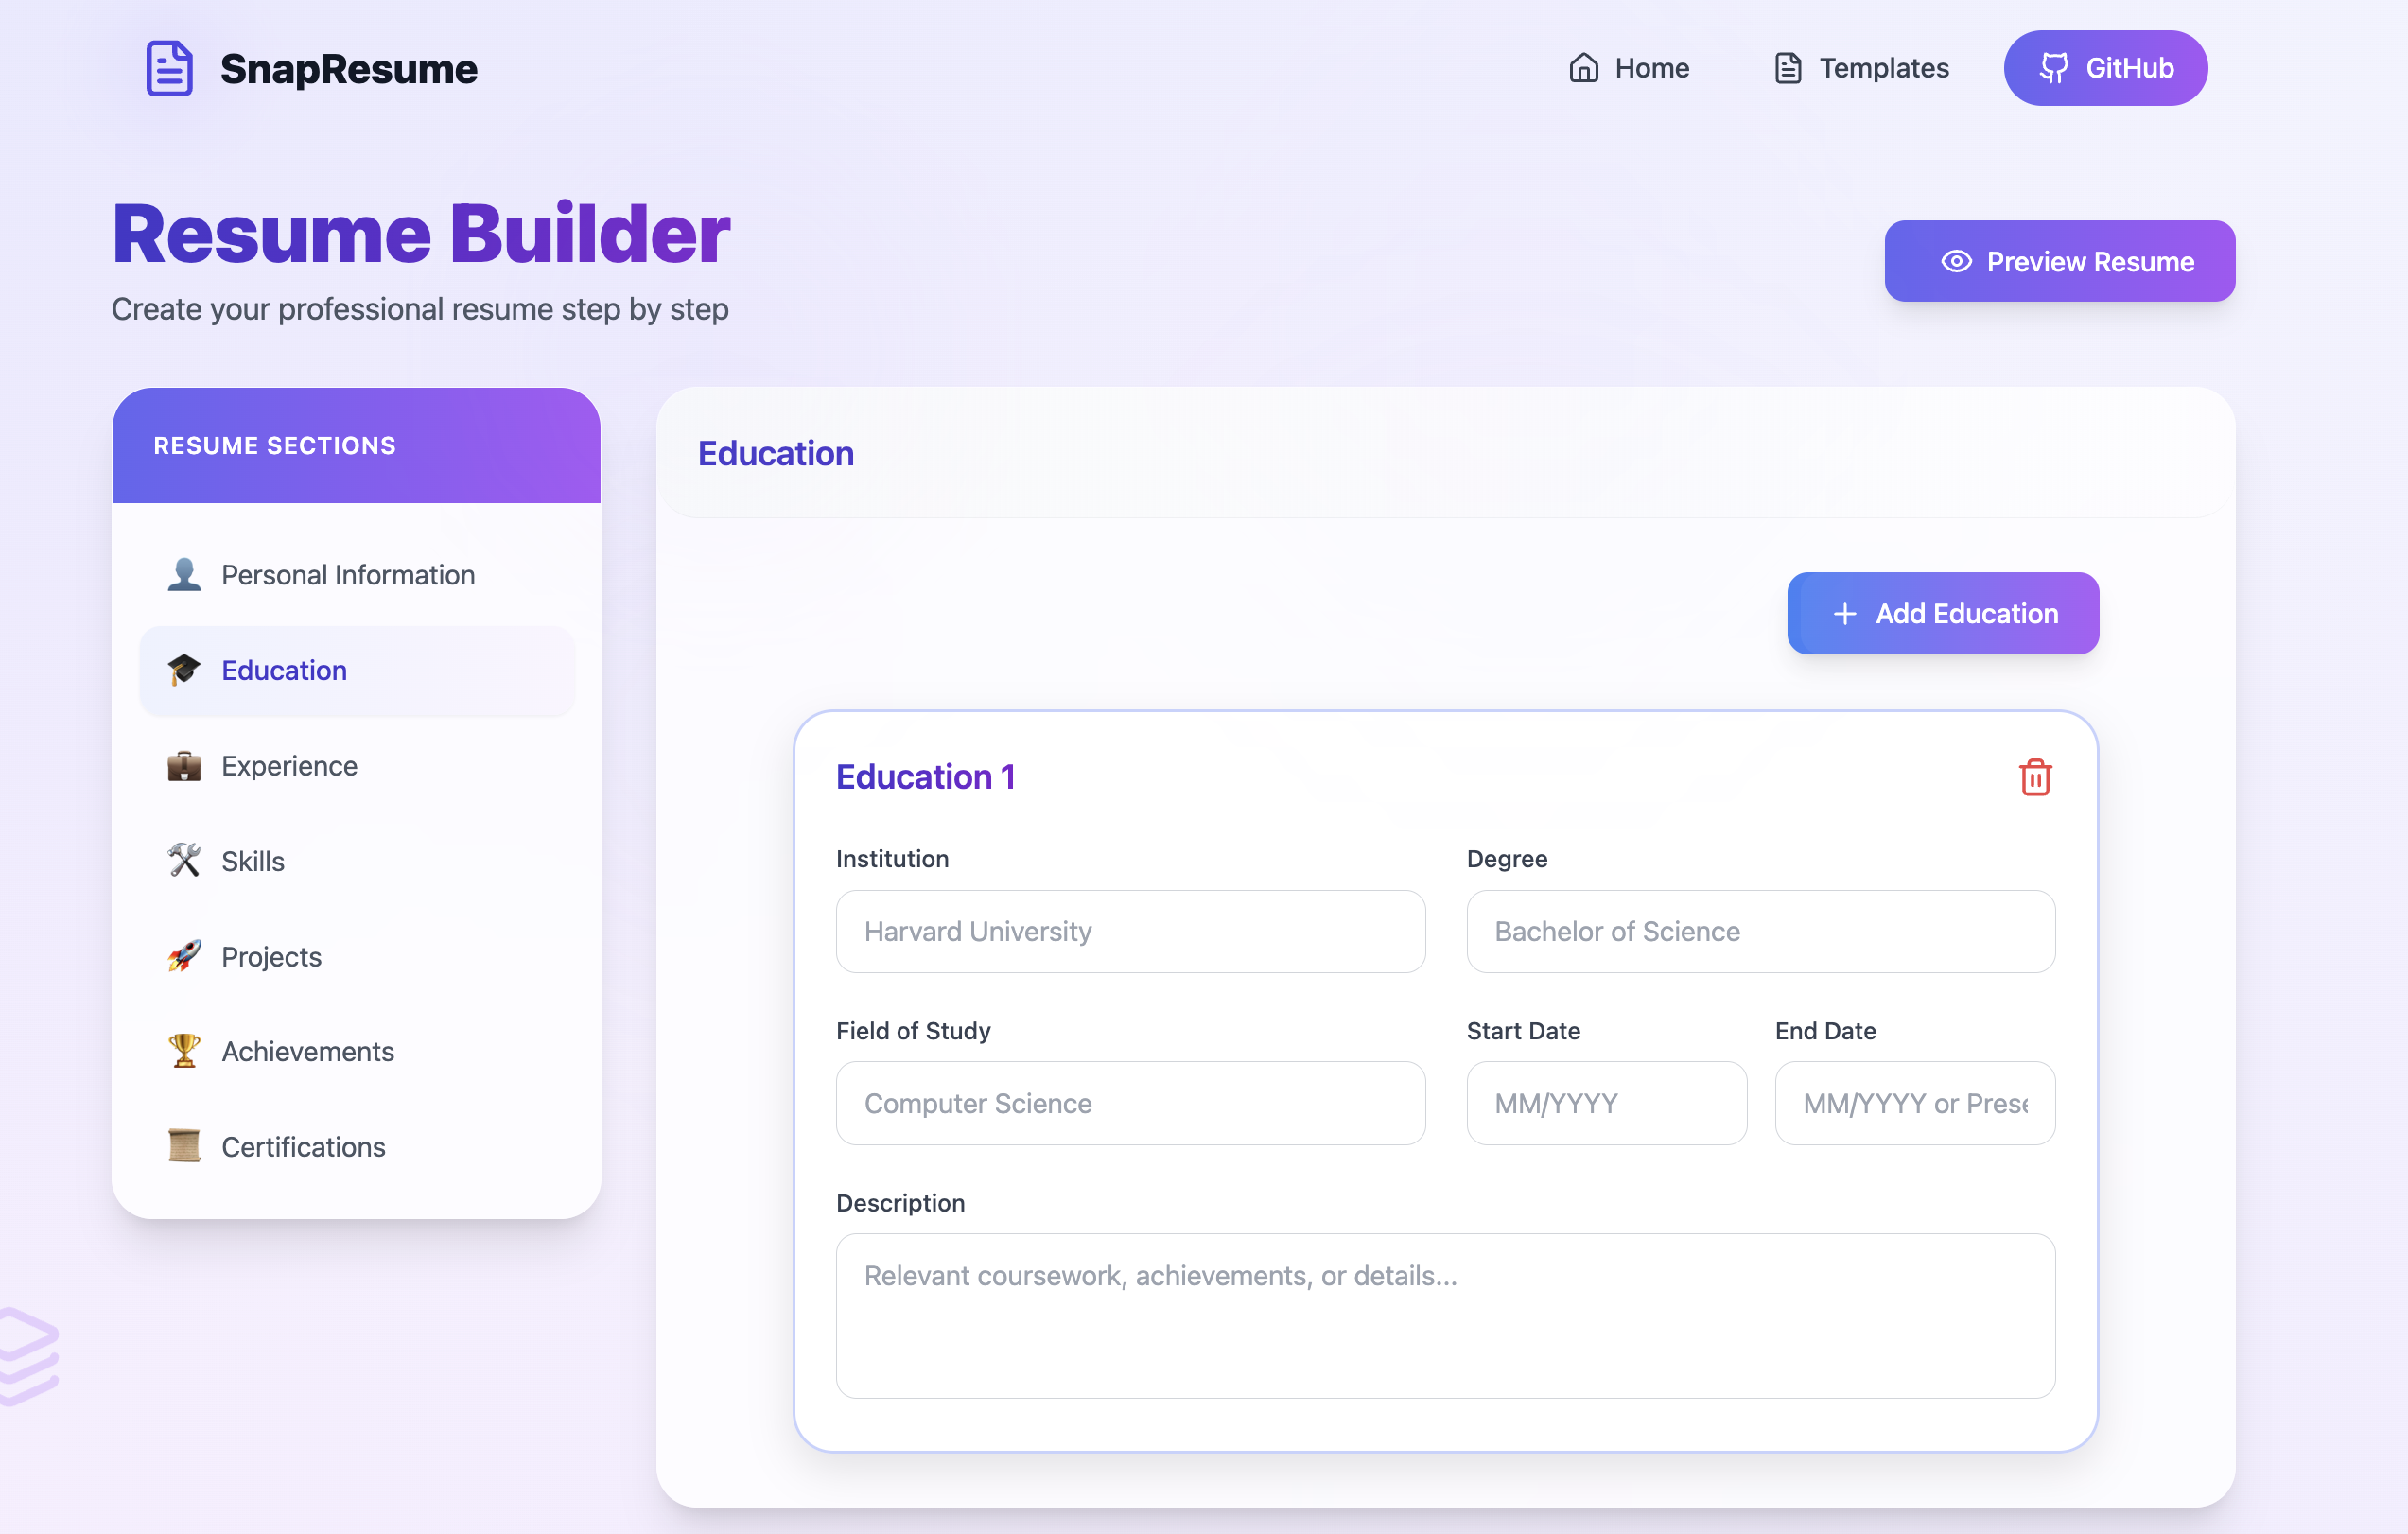 SnapResume
Home
Templates
GitHub
Resume Builder
Create your professional resume step by step
Preview Resume
RESUME SECTIONS
Personal Information
Education
Experience
Skills
Projects
Achievements
Certifications
Education
Add Education
Education 1
Institution
Degree
Harvard University
Bachelor of Science
Field of Study
Start Date
End Date
Computer Science
MM/YYYY
MM/YYYY or Prese
Description
Relevant coursework, achievements, or details...